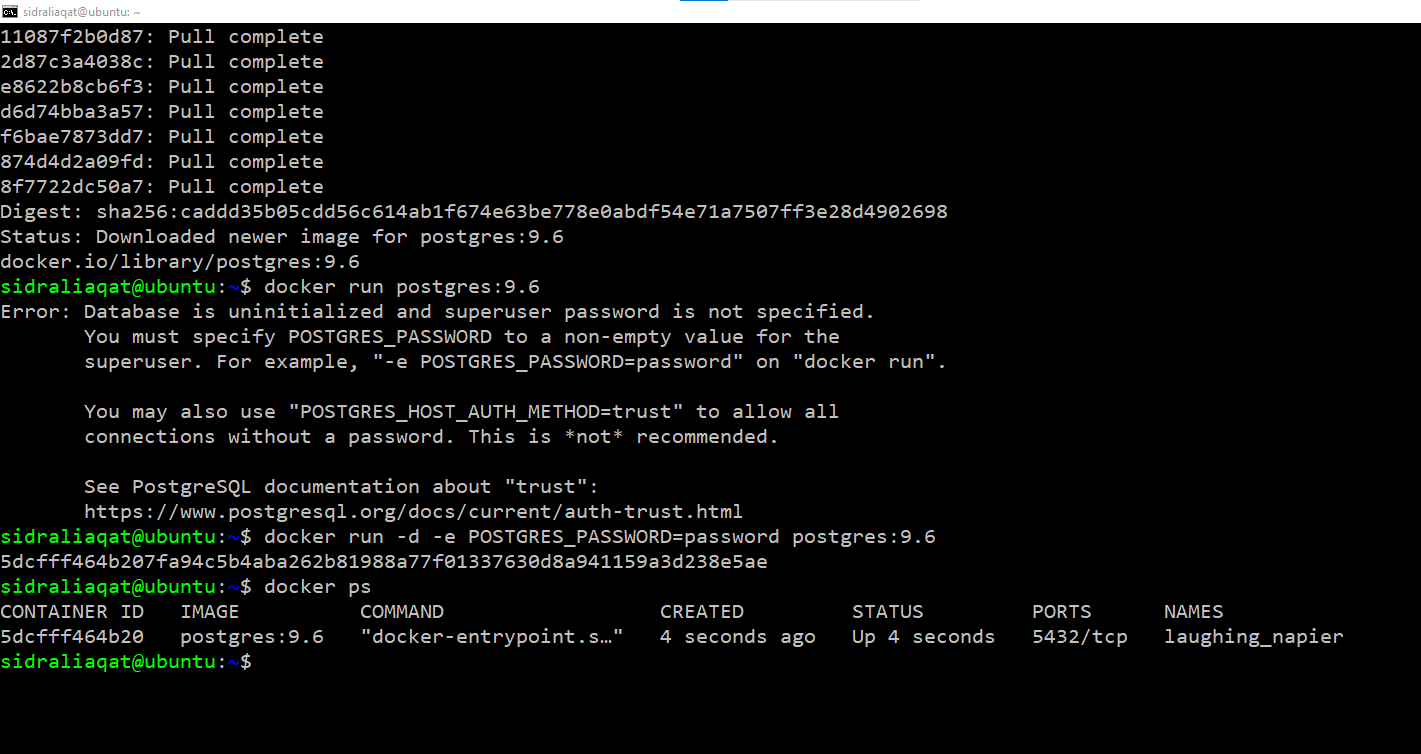 sidraliaqat@ubuntu: ~
11087f2b0d87: Pull complete
2d87c3a4038c: Pull complete
e8622b8cb6f3: Pull complete
d6d74bba3a57: Pull complete
f6bae7873dd7: Pull complete
874d4d2a09fd: Pull complete
8f7722dc50a7: Pull complete
Digest: sha256:caddd35b05cdd56c614ab1f674e63be778e0abdf54e71a7507ff3e28d4902698
Status: Downloaded newer image for postgres:9.6
docker.io/library/postgres:9.6
sidraliaqat@ubuntu:~$ docker run postgres:9.6
Error: Database is uninitialized and superuser password is not specified.
       You must specify POSTGRES_PASSWORD to a non-empty value for the
       superuser. For example, "-e POSTGRES_PASSWORD=password" on "docker run".
       You may also use "POSTGRES_HOST_AUTH_METHOD=trust" to allow all
       connections without a password. This is *not* recommended.
       See PostgreSQL documentation about "trust":
       https://www.postgresql.org/docs/current/auth-trust.html
sidraliaqat@ubuntu:~$ docker run -d -e POSTGRES_PASSWORD=password postgres:9.6
5dcfff464b207fa94c5b4aba262b81988a77f01337630d8a941159a3d238e5ae
sidraliaqat@ubuntu:~$ docker ps
CONTAINER ID   IMAGE          COMMAND                  CREATED         STATUS         PORTS      NAMES
5dcfff464b20   postgres:9.6   "docker-entrypoint.s…"   4 seconds ago   Up 4 seconds   5432/tcp   laughing_napier
sidraliaqat@ubuntu:~$